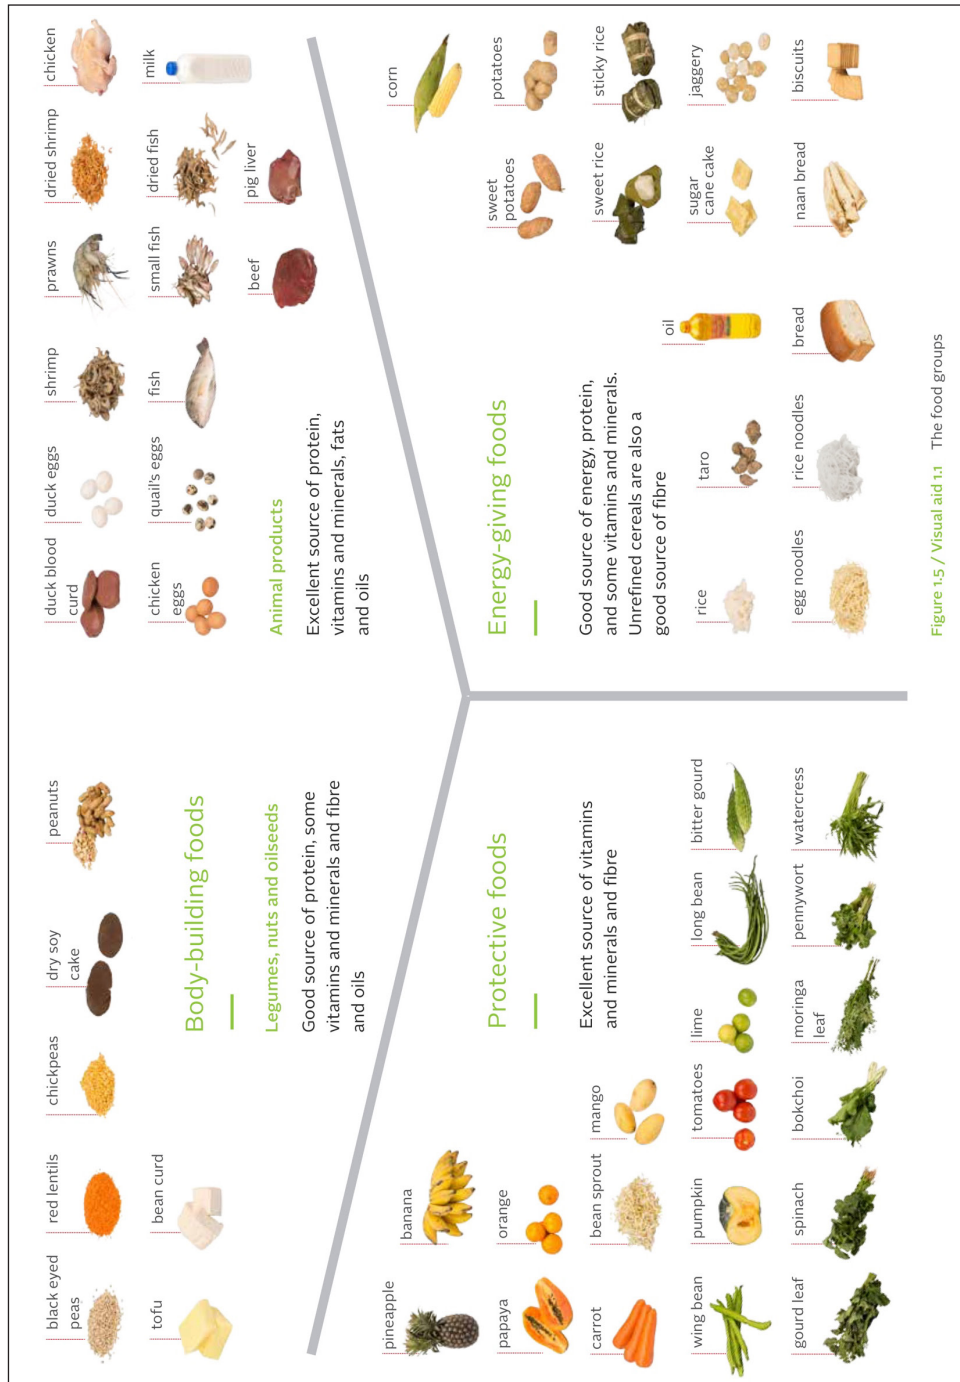 black eyed
peas
red lentils
chickpeas
dry soy
cake
peanuts
tofu
bean curd
Body-building foods
Legumes, nuts and oilseeds
Good source of protein, some
vitamins and minerals and fibre
and oils
duck blood
curd
duck eggs
shrimp
prawns
dried shrimp
chicken
chicken
eggs
quail's eggs
fish
small fish
dried fish
milk
beef
pig liver
Animal products
Excellent source of protein,
vitamins and minerals, fats
and oils
pineapple
banana
papaya
orange
Protective foods
Excellent source of vitamins
and minerals and fibre
carrot
bean sprout
mango
wing bean
pumpkin
tomatoes
lime
long bean
bitter gourd
gourd leaf
spinach
bokchoi
moringa
leaf
pennywort
watercress
Energy-giving foods
Good source of energy, protein,
and some vitamins and minerals.
Unrefined cereals are also a
good source of fibre
corn
sweet
potatoes
potatoes
sweet rice
sticky rice
rice
taro
oil
sugar
cane cake
jaggery
egg noodles
rice noodles
bread
naan bread
biscuits
Figure 1.5 / Visual aid 1.1 The food groups